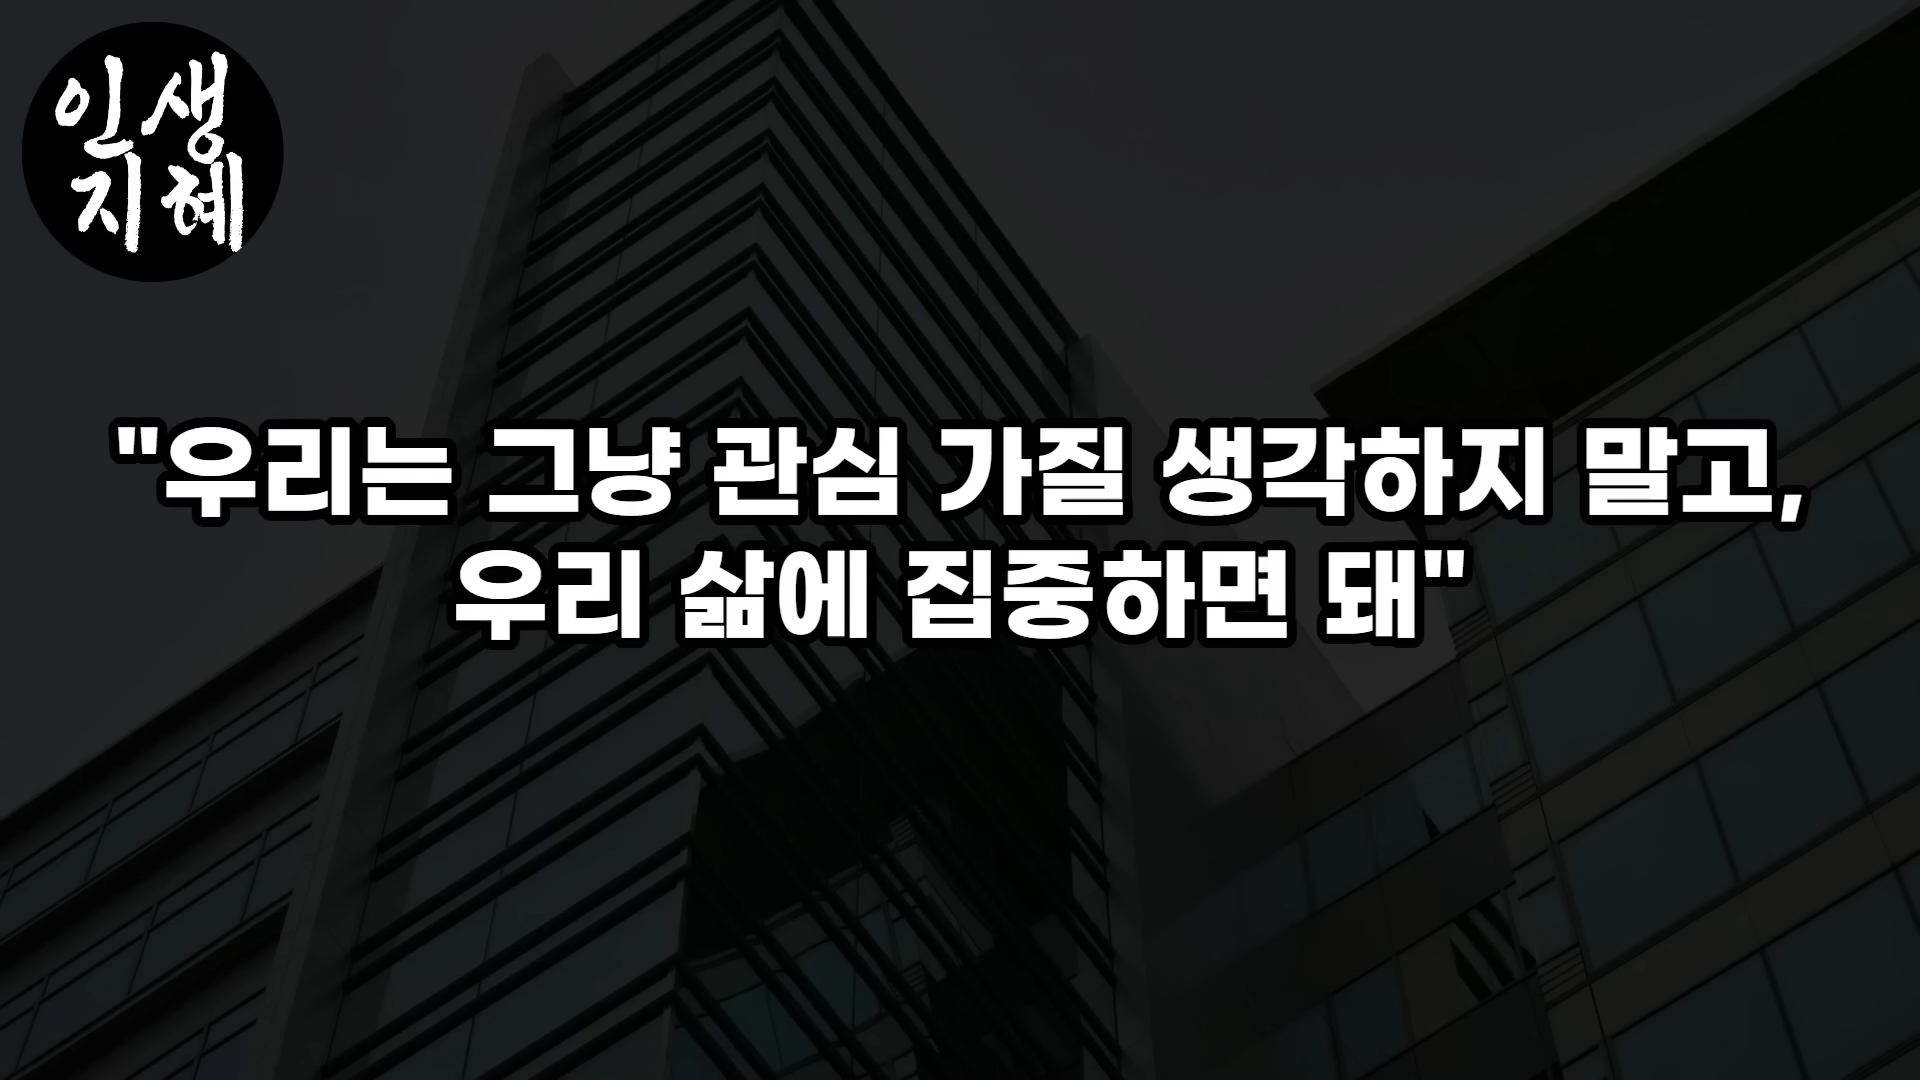 인생
지혜
"우리는 그냥 관심 가질 생각하지 말고,
우리 삶에 집중하면 돼"